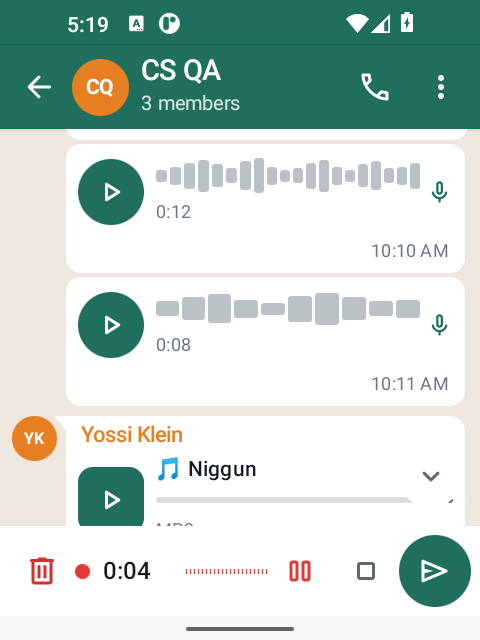 5:19
A
CQ
CS QA
3 members
0:12
10:10 AM
0:08
10:11 AM
YK
Yossi Klein
🎵 Niggun
MP3
0:04